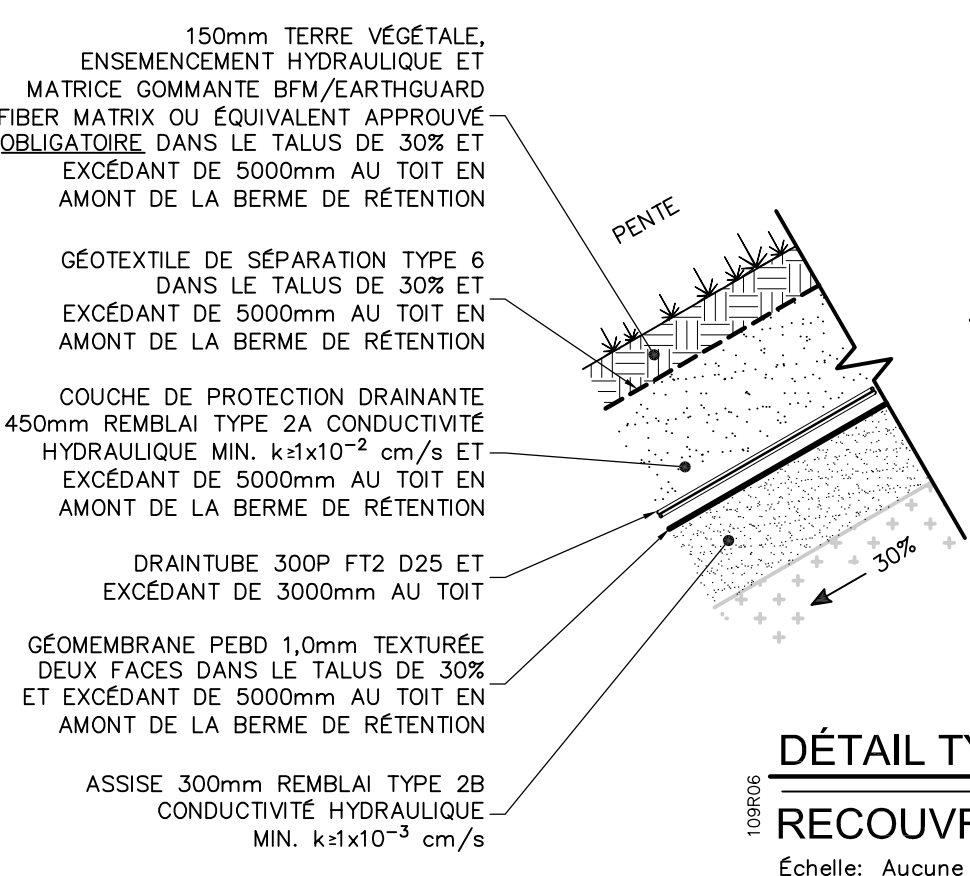 150mm TERRE VÉGÉTALE,
ENSEMENCEMENT HYDRAULIQUE ET
MATRICE GOMMANTE BFM/EARTHGUARD
FIBER MATRIX OU ÉQUIVALENT APPROUVÉ
OBLIGATOIRE DANS LE TALUS DE 30% ET
EXCÉDANT DE 5000mm AU TOIT EN
AMONT DE LA BERME DE RÉTENTION
GÉOTEXTILE DE SÉPARATION TYPE 6
DANS LE TALUS DE 30% ET
EXCÉDANT DE 5000mm AU TOIT EN
AMONT DE LA BERME DE RÉTENTION
COUCHE DE PROTECTION DRAINANTE
450mm REMBLAI TYPE 2A CONDUCTIVITÉ
HYDRAULIQUE MIN. k≥1x10⁻² cm/s ET
EXCÉDANT DE 5000mm AU TOIT EN
AMONT DE LA BERME DE RÉTENTION
DRAINTUBE 300P FT2 D25 ET
EXCÉDANT DE 3000mm AU TOIT
GÉOMEMBRANE PEBD 1,0mm TEXTURÉE
DEUX FACES DANS LE TALUS DE 30%
ET EXCÉDANT DE 5000mm AU TOIT EN
AMONT DE LA BERME DE RÉTENTION
ASSISE 300mm REMBLAI TYPE 2B
CONDUCTIVITÉ HYDRAULIQUE
MIN. k≥1x10⁻³ cm/s
PENTE
30%
109R06
DÉTAIL TY
RECOUVR
Échelle: Aucune